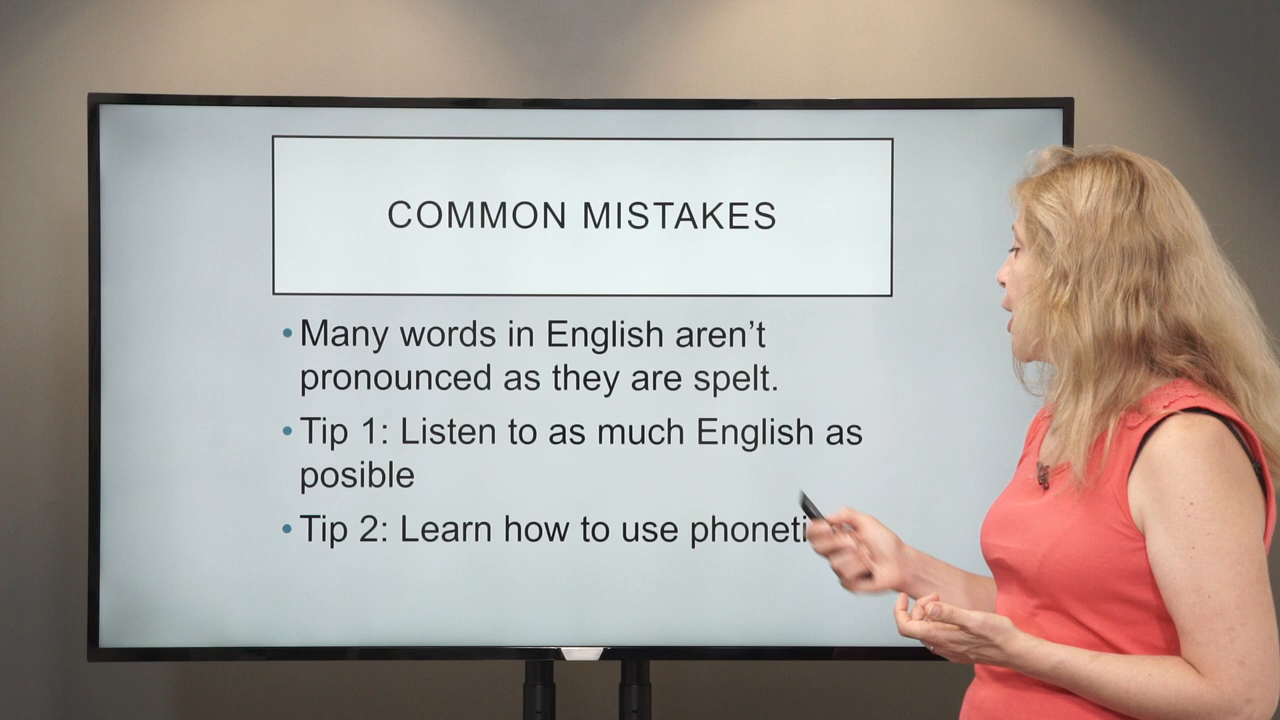 COMMON MISTAKES
•Many words in English aren’t
pronounced as they are spelt.
•Tip 1: Listen to as much English as
posible
•Tip 2: Learn how to use